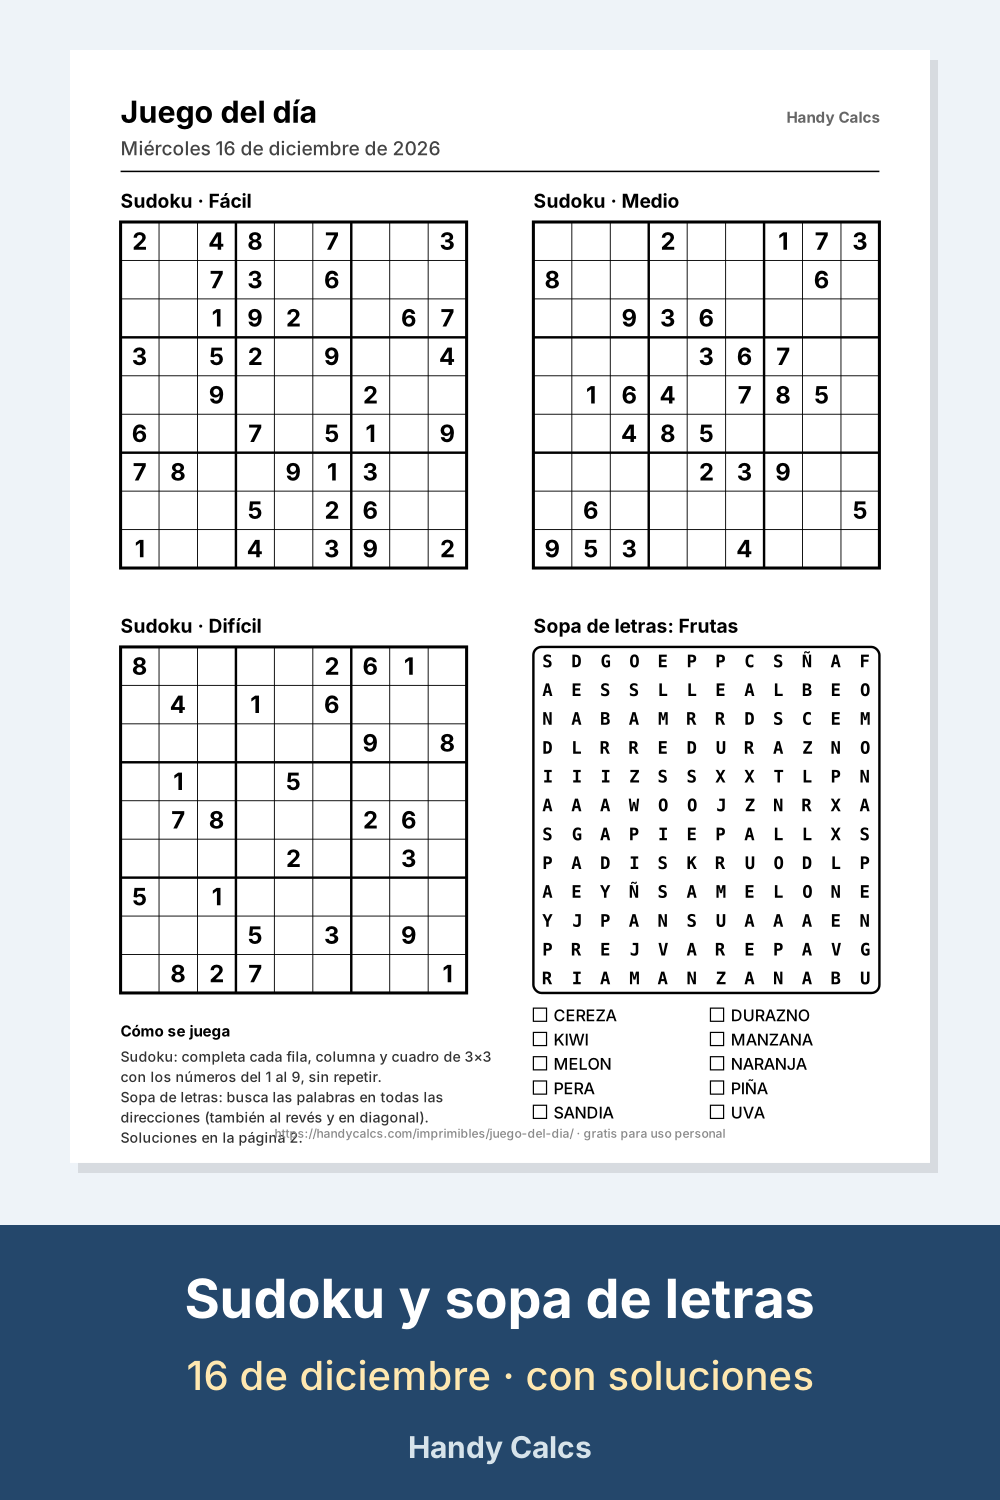 Juego del día
Handy Calcs
Miércoles 16 de diciembre de 2026
Sudoku · Fácil
2 4 8 7 3
7 3 6
1 9 2 6 7
3 5 2 9 4
9 2
6 7 5 1 9
7 8 9 1 3
5 2 6
1 4 3 9 2
Sudoku · Medio
2 1 7 3
8 6
9 3 6
3 6 7
1 6 4 7 8 5
4 8 5
2 3 9
6 5
9 5 3 4
Sudoku · Difícil
8 2 6 1
4 1 6
9 8
1 5
7 8 2 6
2 3
5 1
5 3 9
8 2 7 1
Sopa de letras: Frutas
S D G O E P P C S Ñ A F
A E S S L L E A L B E O
N A B A M R R D S C E M
D L R R E D U R A Z N O
I I I Z S S X X T L P N
A A A W O O J Z N R X A
S G A P I E P A L L X S
P A D I S K R U O D L P
A E Y Ñ S A M E L O N E
Y J P A N S U A A A E N
P R E J V A R E P A V G
R I A M A N Z A N A B U
CEREZA
DURAZNO
KIWI
MANZANA
MELON
NARANJA
PERA
PIÑA
SANDIA
UVA
Cómo se juega
Sudoku: completa cada fila, columna y cuadro de 3×3
con los números del 1 al 9, sin repetir.
Sopa de letras: busca las palabras en todas las
direcciones (también al revés y en diagonal).
Soluciones en la página 2.
https://handycalcs.com/imprimibles/juego-del-dia/ · gratis para uso personal
Sudoku y sopa de letras
16 de diciembre · con soluciones
Handy Calcs